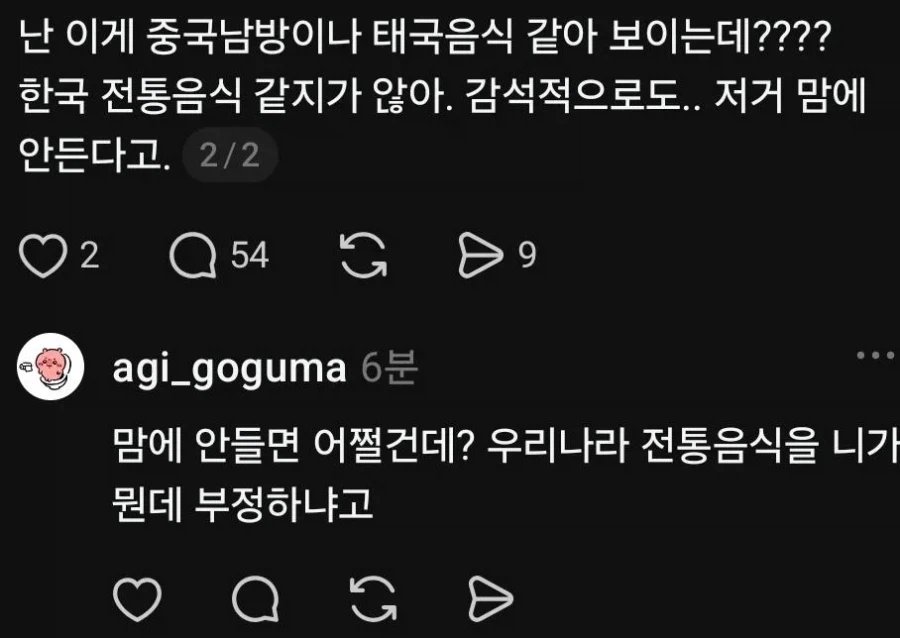 난 이게 중국남방이나 태국음식 같아 보이는데????
한국 전통음식 같지가 않아. 감석적으로도.. 저거 맘에
안든다고. 2/2
2 54 9
agi_goguma 6분
맘에 안들면 어쩔건데? 우리나라 전통음식을 니가
뭔데 부정하냐고